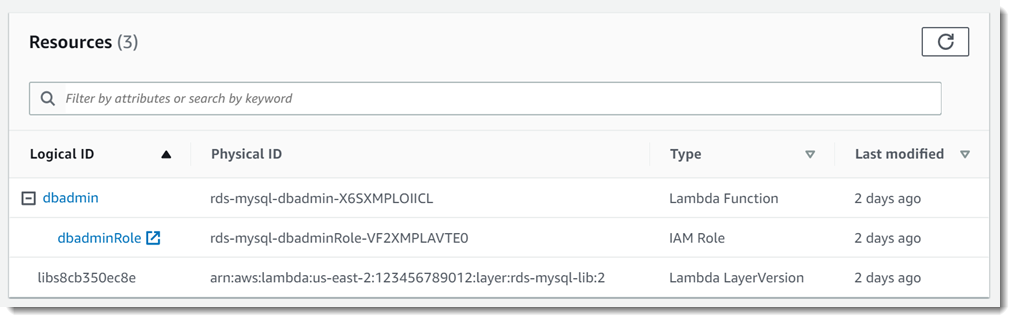 Resources (3)
Filter by attributes or search by keyword
Logical ID Physical ID Type Last modified
dbadmin rds-mysql-dbadmin-X6SXMPLOIICL Lambda Function 2 days ago
dbadminRole rds-mysql-dbadminRole-VF2XMPLAVTE0 IAM Role 2 days ago
libs8cb350ec8e arn:aws:lambda:us-east-2:123456789012:layer:rds-mysql-lib:2 Lambda LayerVersion 2 days ago